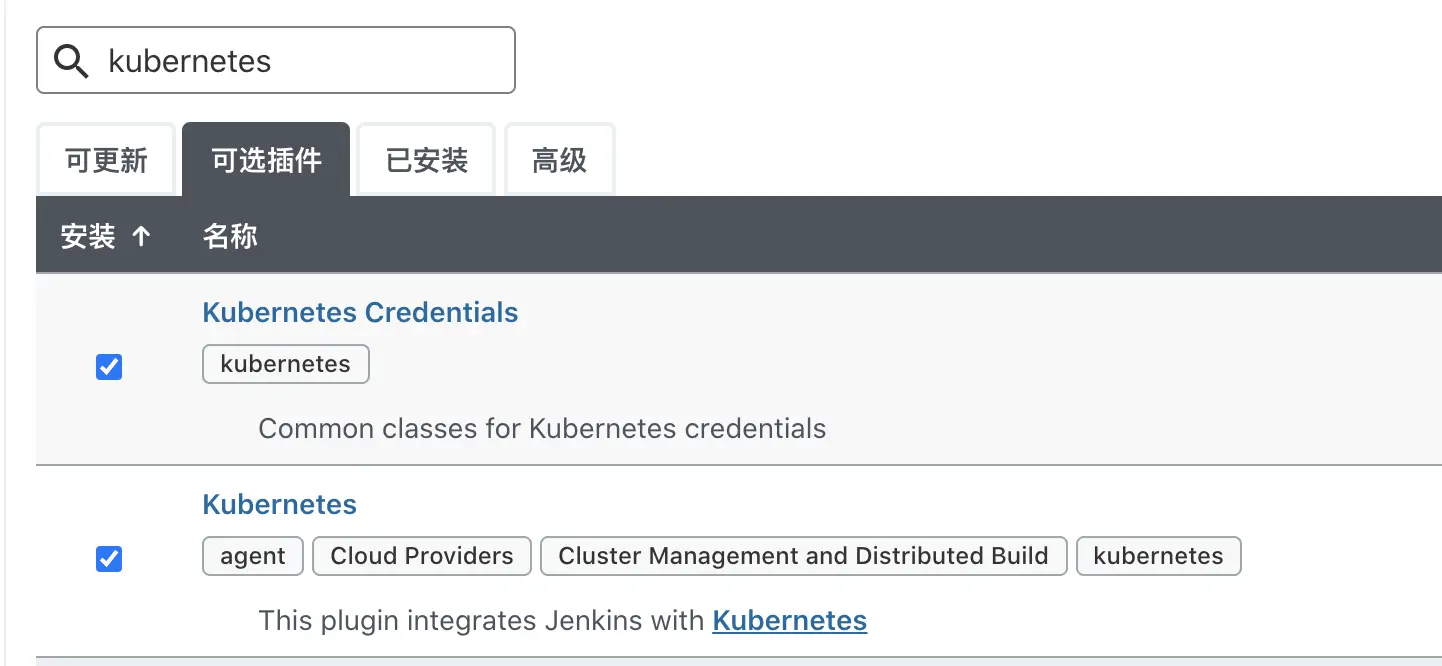 kubernetes
可更新 可选插件 已安装 高级
安装 ↑ 名称
Kubernetes Credentials
kubernetes
Common classes for Kubernetes credentials
Kubernetes
agent Cloud Providers Cluster Management and Distributed Build kubernetes
This plugin integrates Jenkins with Kubernetes